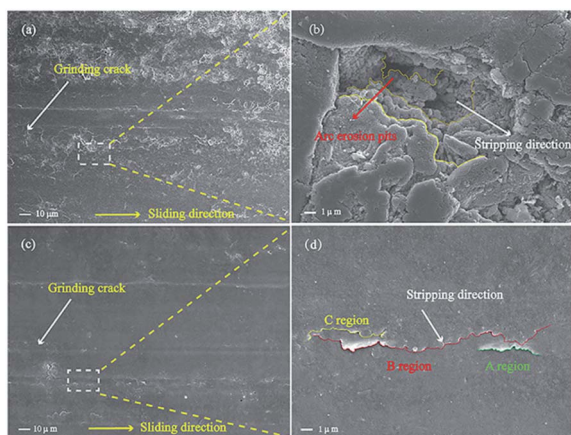 (a)
Grinding crack
10 μm
Sliding direction
(b)
Arc erosion pits
Stripping direction
1 μm
(c)
Grinding crack
10 μm
Sliding direction
(d)
Stripping direction
C region
B region
A region
1 μm